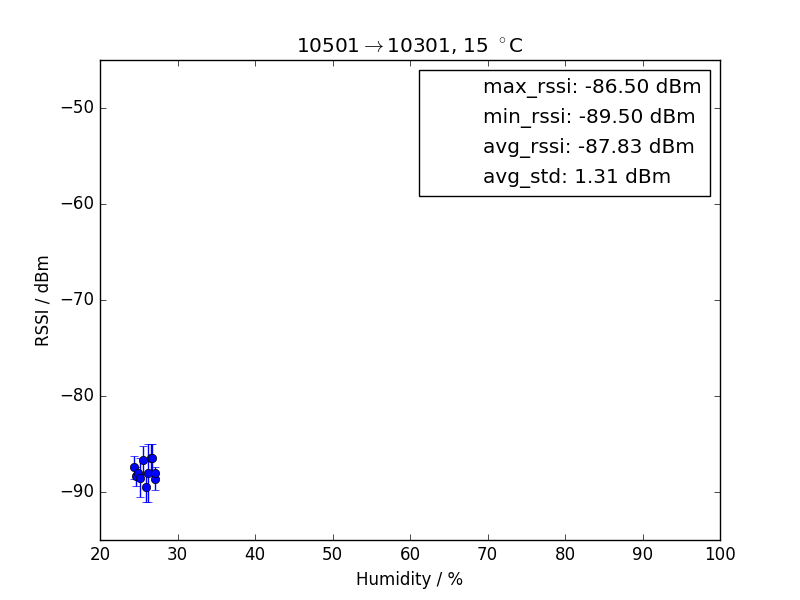 10501→10301, 15 °C
max_rssi: -86.50 dBm
min_rssi: -89.50 dBm
avg_rssi: -87.83 dBm
avg_std: 1.31 dBm
−50
−60
−70
−80
−90
RSSI / dBm
20 30 40 50 60 70 80 90 100
Humidity / %